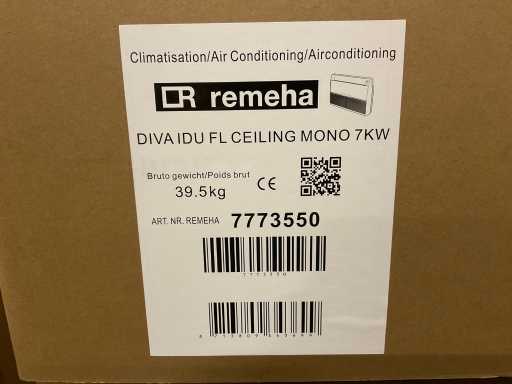 Climatisation/Air Conditioning/Airconditioning
remeha
DIVA IDU FL CEILING MONO 7KW
Bruto gewicht/Poids brut
39.5kg
CE
ART. NR. REMEHA 7773550
7773550